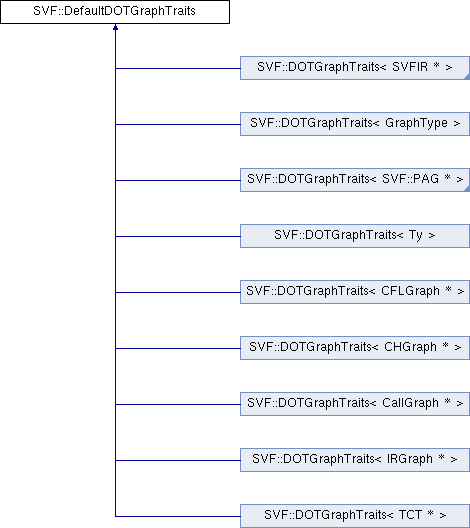 SVF::DefaultDOTGraphTraits
SVF::DOTGraphTraits< SVFIR * >
SVF::DOTGraphTraits< GraphType >
SVF::DOTGraphTraits< SVF::PAG * >
SVF::DOTGraphTraits< Ty >
SVF::DOTGraphTraits< CFLGraph * >
SVF::DOTGraphTraits< CHGraph * >
SVF::DOTGraphTraits< CallGraph * >
SVF::DOTGraphTraits< IRGraph * >
SVF::DOTGraphTraits< TCT * >